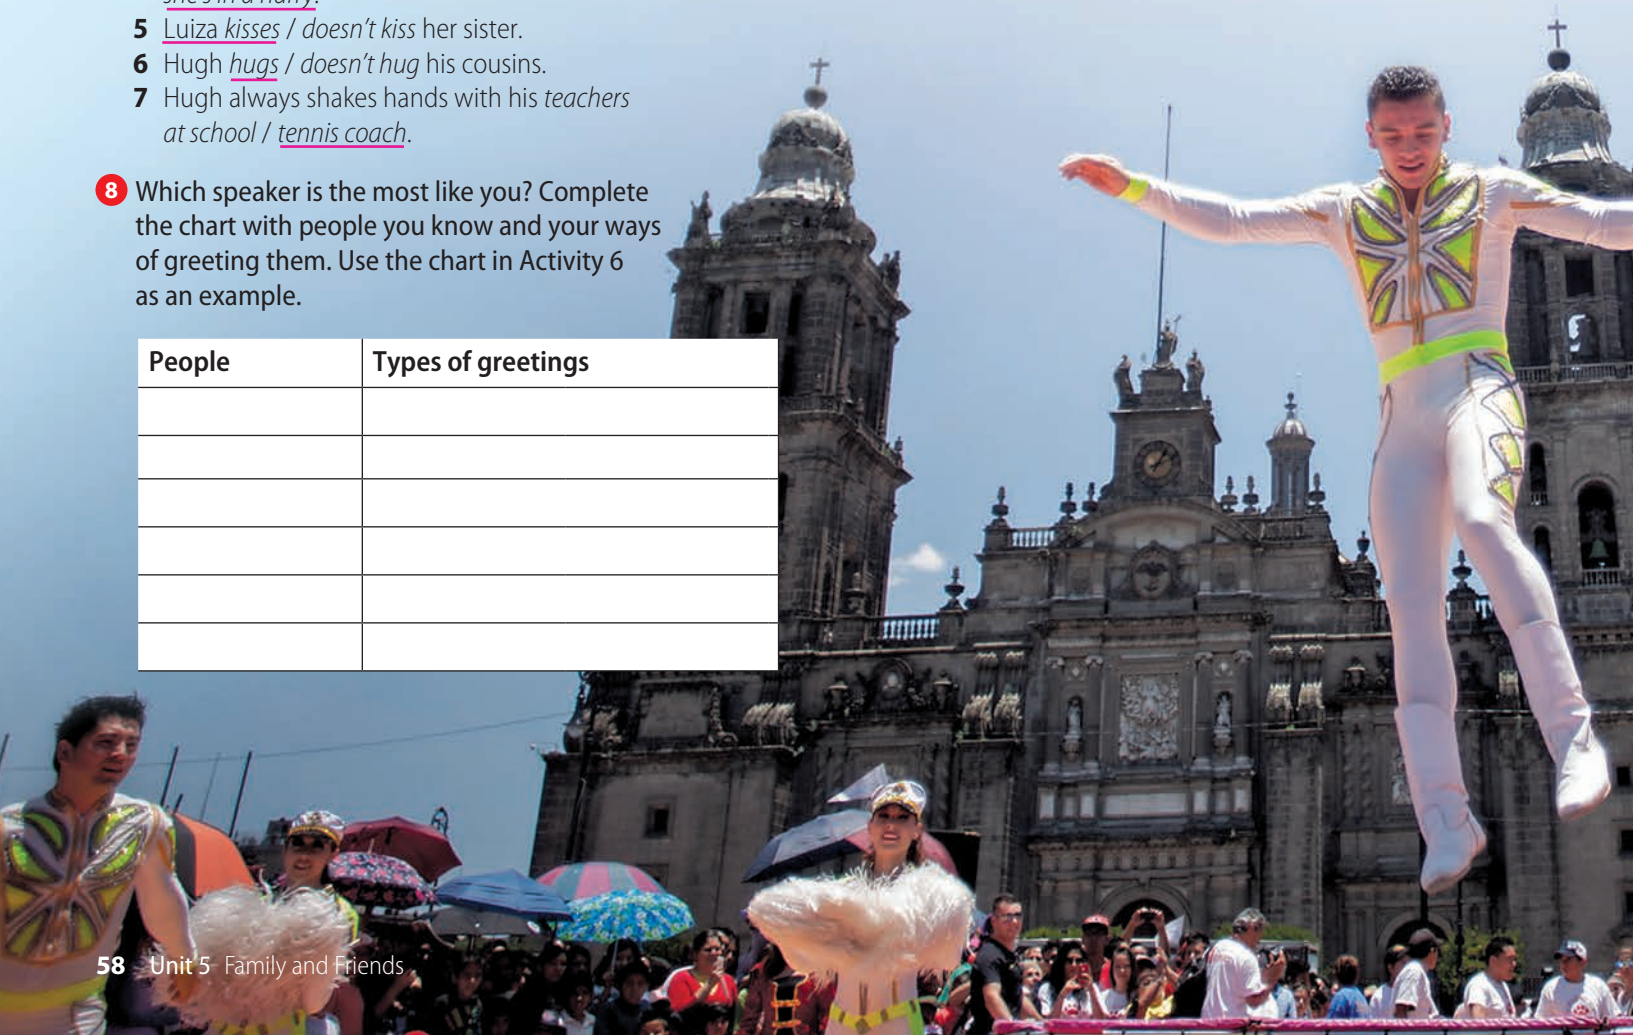 she's in a hurry.
5 Luiza kisses / doesn't kiss her sister.
6 Hugh hugs / doesn't hug his cousins.
7 Hugh always shakes hands with his teachers
at school / tennis coach.
8 Which speaker is the most like you? Complete
the chart with people you know and your ways
of greeting them. Use the chart in Activity 6
as an example.
People Types of greetings
58 Unit 5 Family and Friends